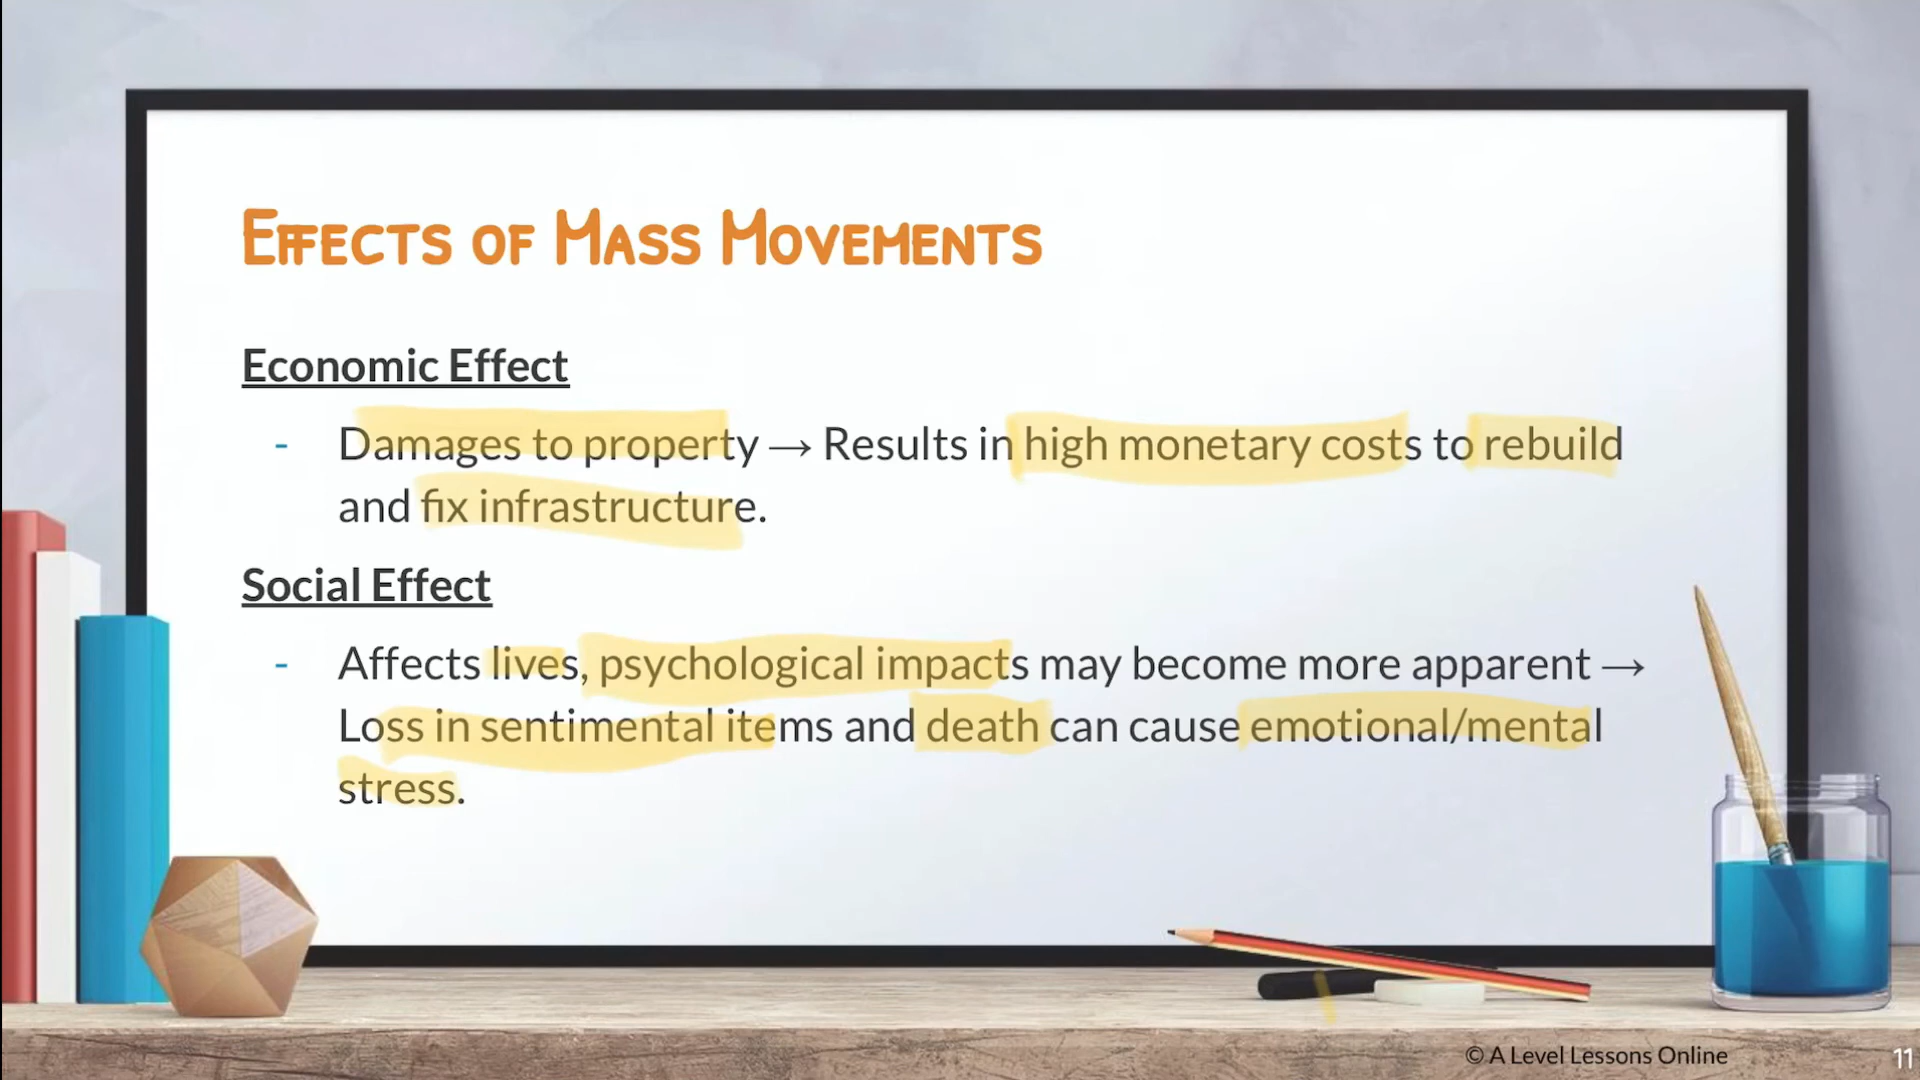 Effects of Mass Movements
Economic Effect
- Damages to property → Results in high monetary costs to rebuild
and fix infrastructure.
Social Effect
- Affects lives, psychological impacts may become more apparent →
Loss in sentimental items and death can cause emotional/mental
stress.
© A Level Lessons Online
11